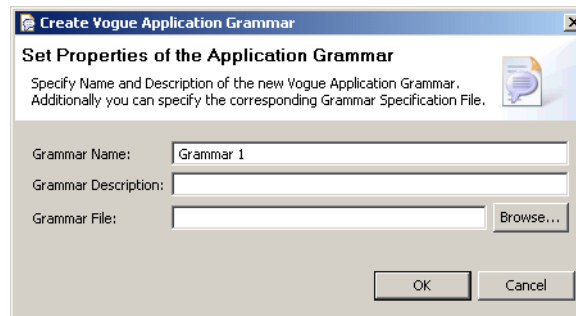 Create Vogue Application Grammar
Set Properties of the Application Grammar
Specify Name and Description of the new Vogue Application Grammar.
Additionally you can specify the corresponding Grammar Specification File.
Grammar Name: Grammar 1
Grammar Description:
Grammar File: Browse...
OK Cancel